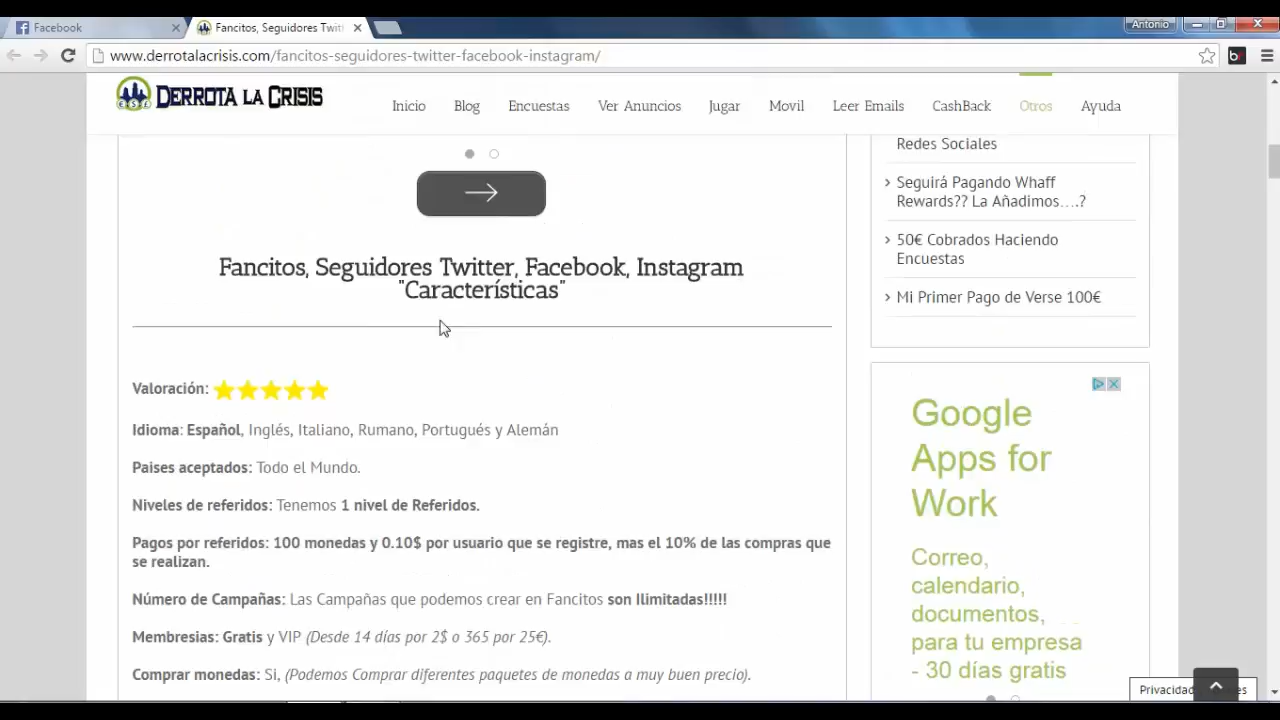 Facebook
Fancitos, Seguidores Twitt
Antonio
www.derrotalacrisis.com/fancitos-seguidores-twitter-facebook-instagram/
DERROTA LA CRISIS
Inicio
Blog
Encuestas
Ver Anuncios
Jugar
Movil
Leer Emails
CashBack
Otros
Ayuda
Fancitos, Seguidores Twitter, Facebook, Instagram
"Características"
Valoración:
Idioma: Español, Inglés, Italiano, Rumano, Portugués y Alemán
Paises aceptados: Todo el Mundo.
Niveles de referidos: Tenemos 1 nivel de Referidos.
Pagos por referidos: 100 monedas y 0.10$ por usuario que se registre, mas el 10% de las compras que
se realizan.
Número de Campañas: Las Campañas que podemos crear en Fancitos son Ilimitadas!!!!!
Membresias: Gratis y VIP (Desde 14 días por 2$ o 365 por 25€).
Comprar monedas: Si, (Podemos Comprar diferentes paquetes de monedas a muy buen precio).
Redes Sociales
Seguirá Pagando Whaff
Rewards?? La Añadimos….?
50€ Cobrados Haciendo
Encuestas
Mi Primer Pago de Verse 100€
Google
Apps for
Work
Correo,
calendario,
documentos,
para tu empresa
- 30 días gratis
Privacidad